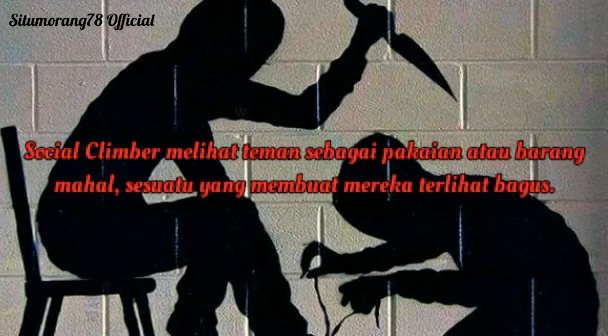 Situmorang78 Official
Social Climber melihat teman sebagai pakaian atau barang
mahal, sesuatu yang membuat mereka terlihat bagus.